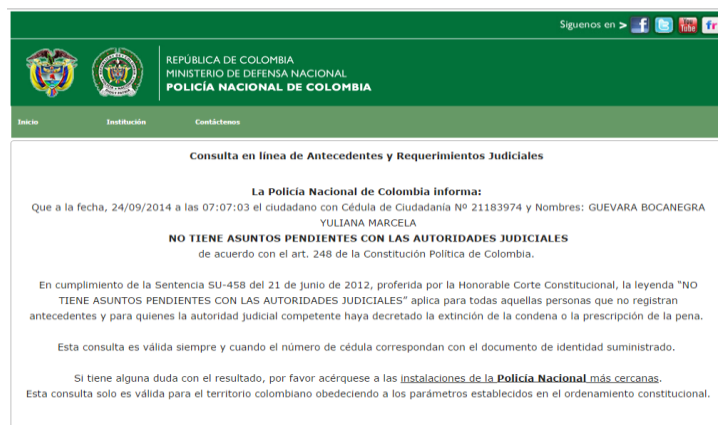 Siguenos en >
You
Tube
fr
REPÚBLICA DE COLOMBIA
MINISTERIO DE DEFENSA NACIONAL
POLICÍA NACIONAL DE COLOMBIA
Inicio Institución Contáctenos
Consulta en línea de Antecedentes y Requerimientos Judiciales
La Policía Nacional de Colombia informa:
Que a la fecha, 24/09/2014 a las 07:07:03 el ciudadano con Cédula de Ciudadanía Nº 21183974 y Nombres: GUEVARA BOCANEGRA
YULIANA MARCELA
NO TIENE ASUNTOS PENDIENTES CON LAS AUTORIDADES JUDICIALES
de acuerdo con el art. 248 de la Constitución Política de Colombia.
En cumplimiento de la Sentencia SU-458 del 21 de junio de 2012, proferida por la Honorable Corte Constitucional, la leyenda "NO
TIENE ASUNTOS PENDIENTES CON LAS AUTORIDADES JUDICIALES" aplica para todas aquellas personas que no registran
antecedentes y para quienes la autoridad judicial competente haya decretado la extinción de la condena o la prescripción de la pena.
Esta consulta es válida siempre y cuando el número de cédula correspondan con el documento de identidad suministrado.
Si tiene alguna duda con el resultado, por favor acérquese a las instalaciones de la Policía Nacional más cercanas.
Esta consulta solo es válida para el territorio colombiano obedeciendo a los parámetros establecidos en el ordenamiento constitucional.